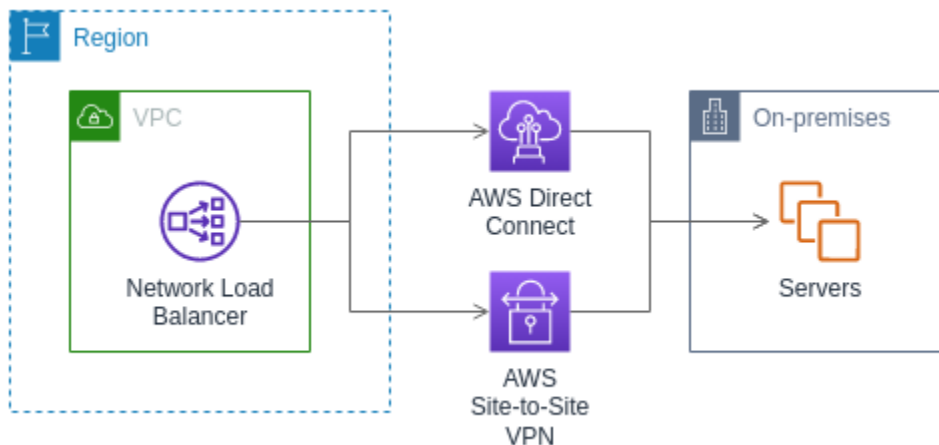 Region
VPC
On-premises
AWS Direct
Connect
Network Load
Balancer
Servers
AWS
Site-to-Site
VPN